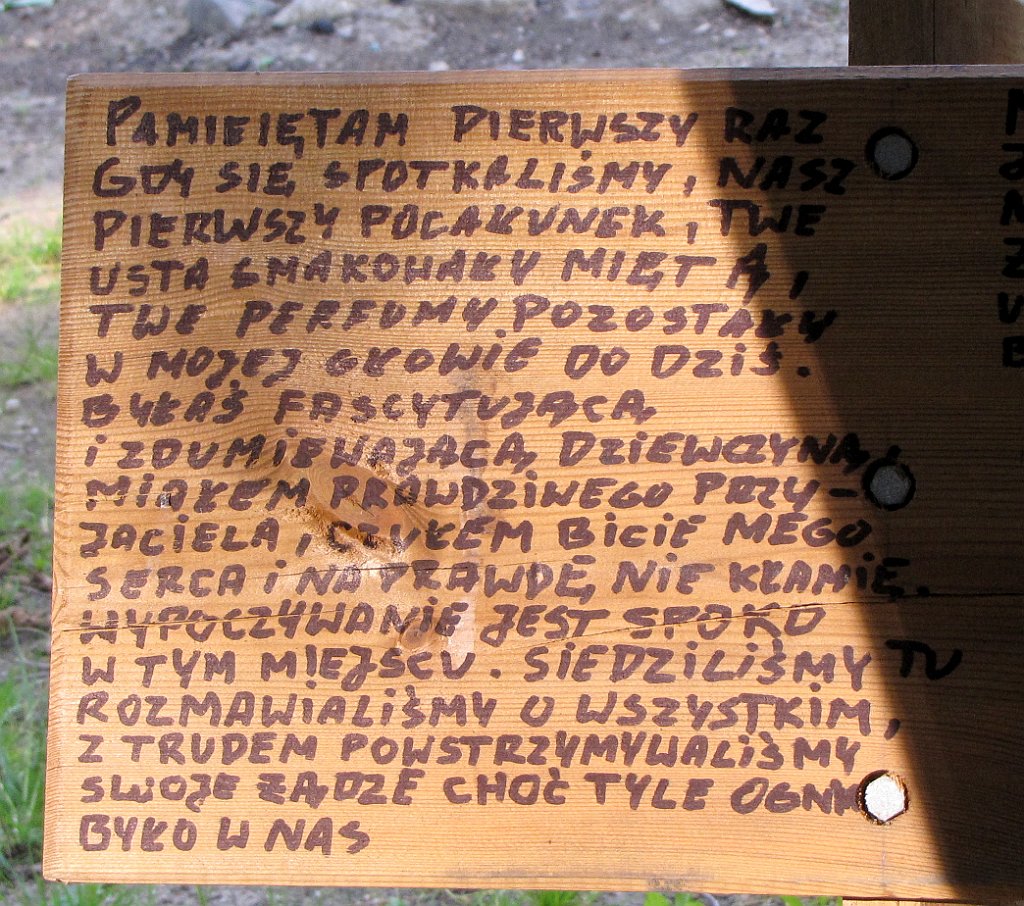 PAMIEIĘTAM PIERWSZY RAZ
GDY SIĘ SPOTKALIŚMY, NASZ
PIERWSZY POCAŁUNEK, TWE
USTA SMAKOWAŁY MIĘTĄ,
TWE PERFUMY POZOSTAŁY
W MOJEJ GŁOWIE DO DZIŚ.
BYŁAŚ FASCYTUJĄCĄ
I ZDUMIEWAJĄCĄ DZIEWCZYNĄ,
MIAŁEM PRAWDZIWEGO PRZY-
JACIELA, CZUŁEM BICIE MEGO
SERCA I NAPRAWDĘ, NIE KŁAMIĘ.
WYPOCZYWANIE JEST SPOKO
W TYM MIEJSCU. SIEDZILIŚMY TU
ROZMAWIALIŚMY O WSZYSTKIM,
Z TRUDEM POWSTRZYMYWALIŚMY
SWOJE ŻĄDZE CHOĆ TYLE OGNIA
BYŁO W NAS